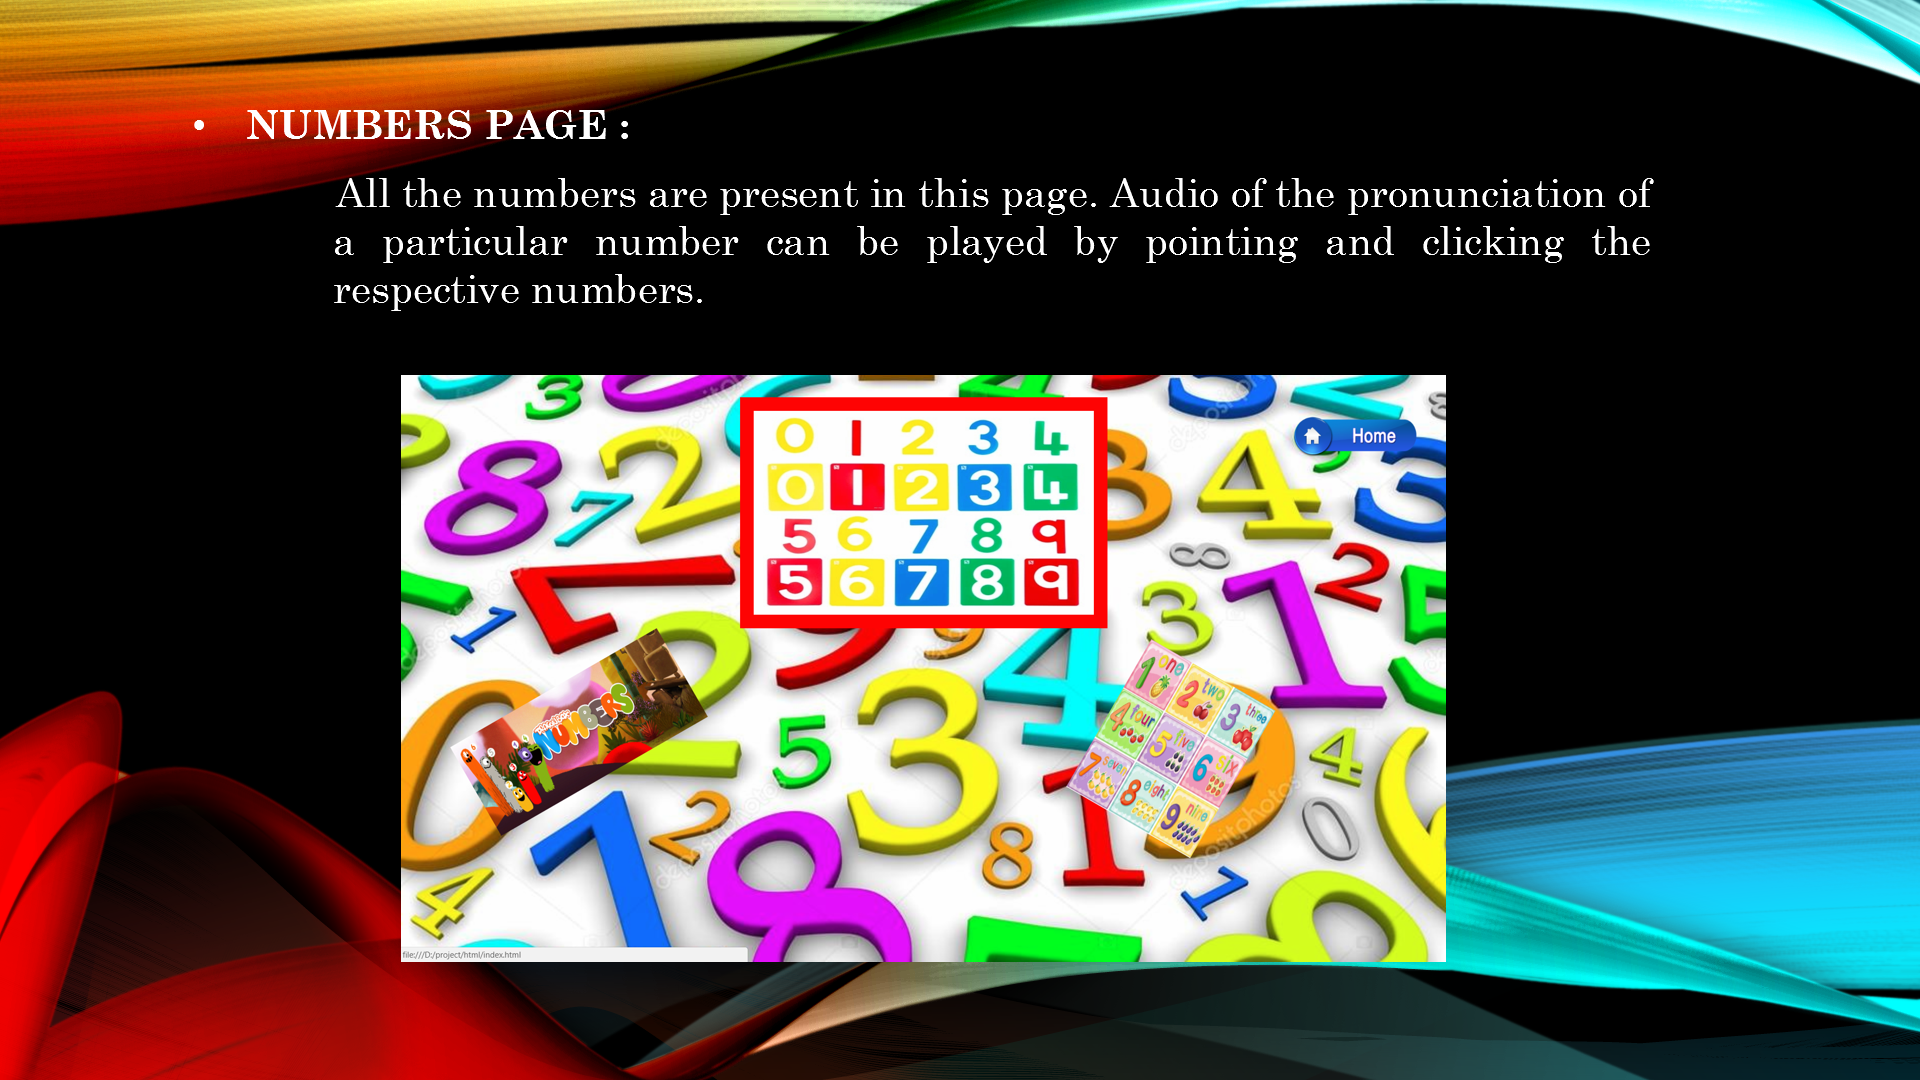 • NUMBERS PAGE :
All the numbers are present in this page. Audio of the pronunciation of
a particular number can be played by pointing and clicking the
respective numbers.
Home
0 1 2 3 4
0 1 2 3 4
5 6 7 8 9
5 6 7 8 9
NUMBERS
1 one 2 two 3 three
4 four 5 five 6 six
7 seven 8 eight 9 nine
depositphotos
file:///D:/project/html/index.html